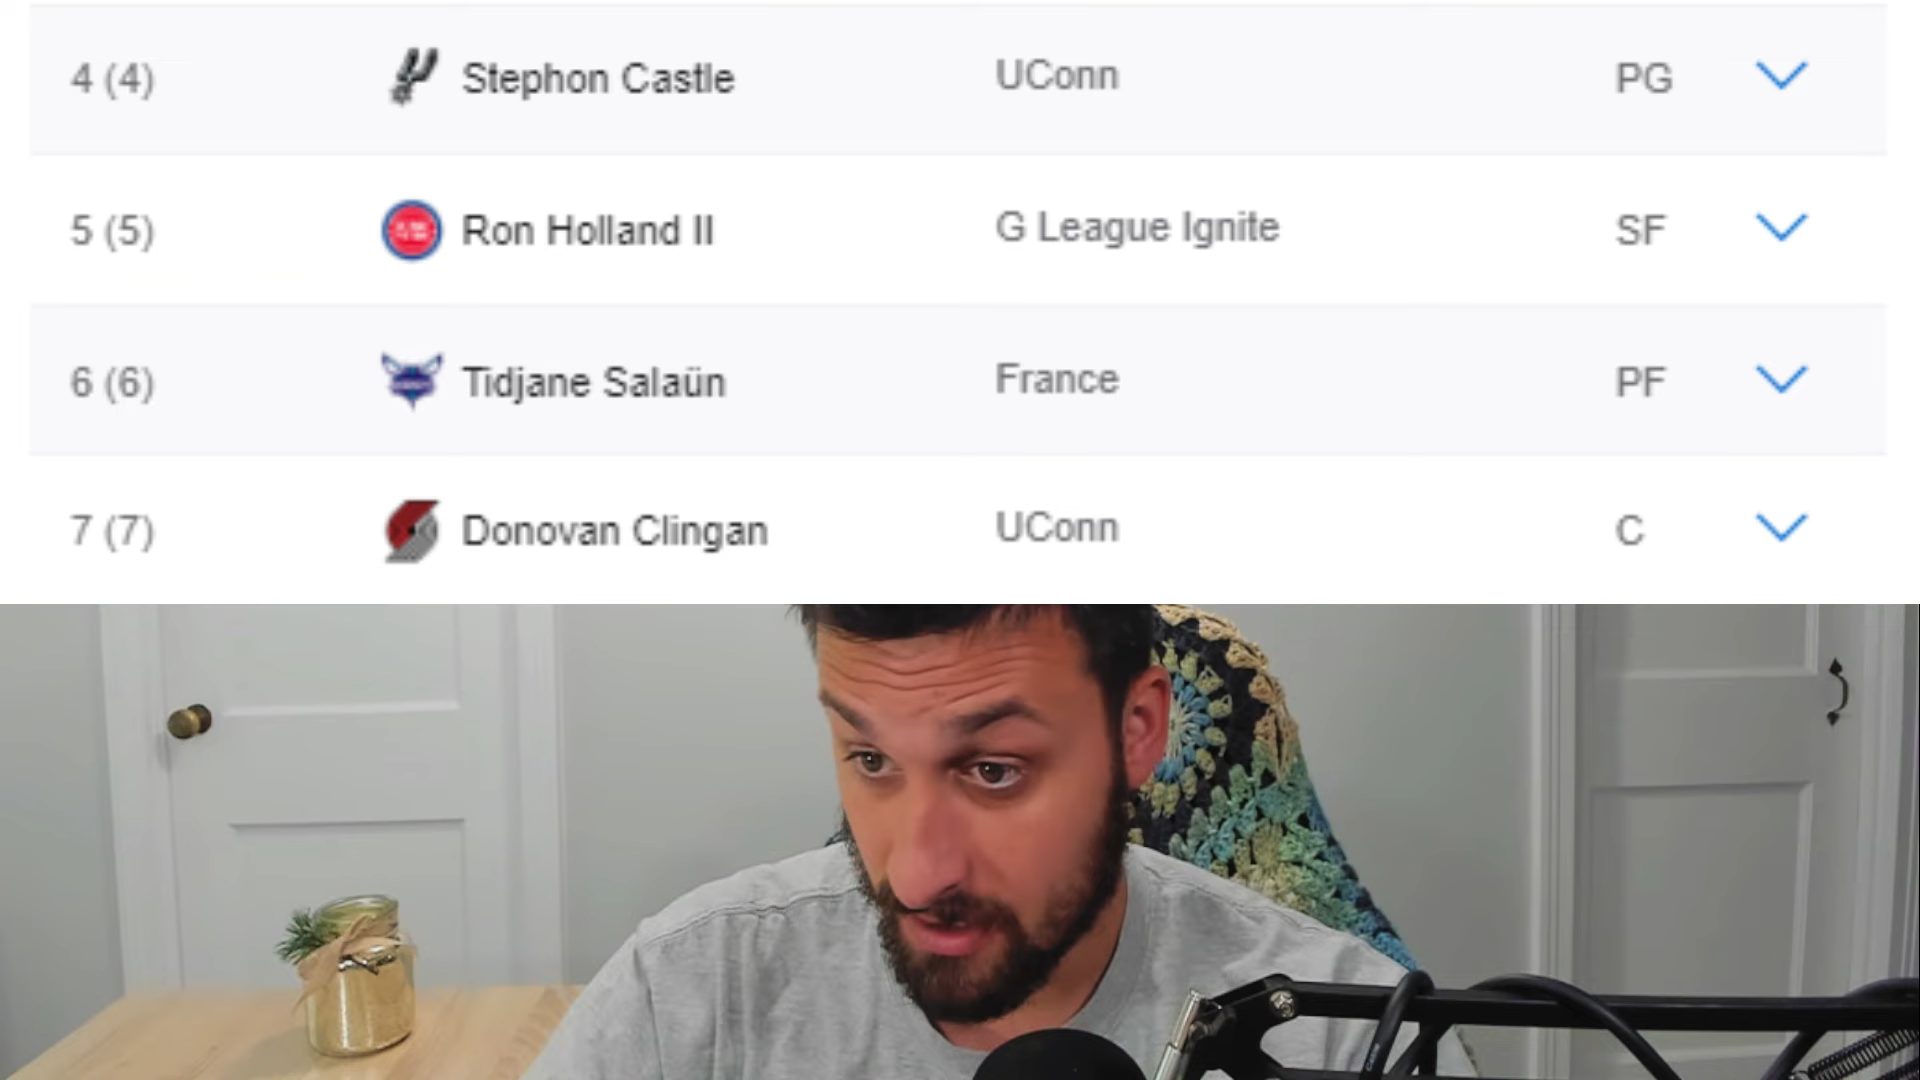 4 (4) Stephon Castle UConn PG
5 (5) Ron Holland II G League Ignite SF
6 (6) Tidjane Salaün France PF
7 (7) Donovan Clingan UConn C